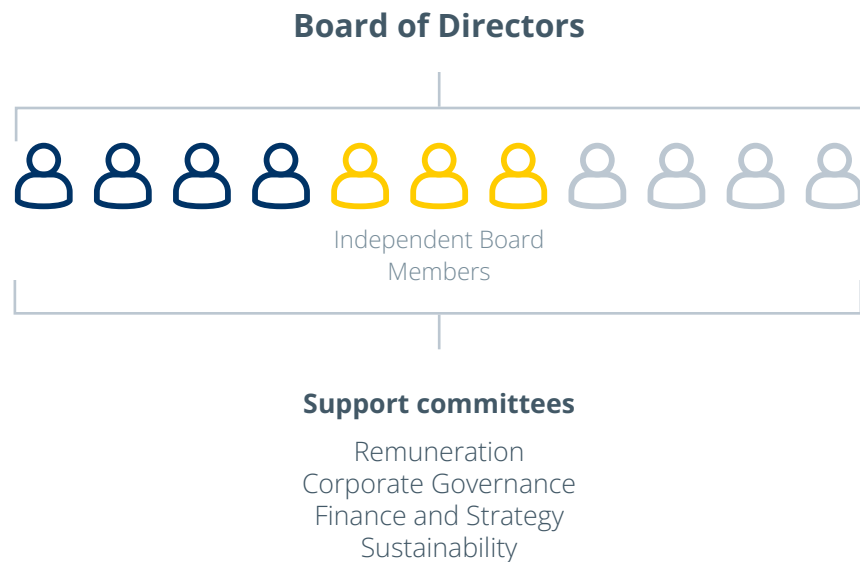 Board of Directors
Independent Board
Members
Support committees
Remuneration
Corporate Governance
Finance and Strategy
Sustainability